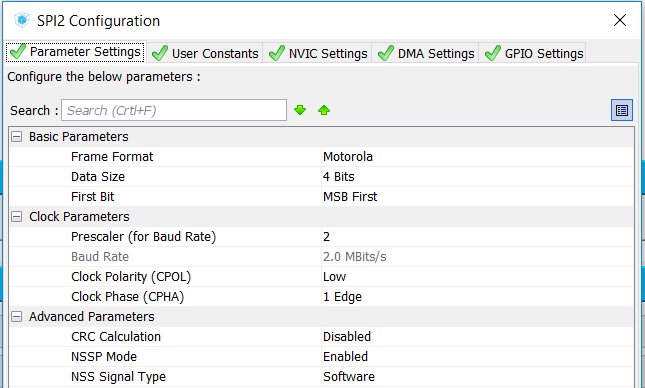 SPI2 Configuration
Parameter Settings User Constants NVIC Settings DMA Settings GPIO Settings
Configure the below parameters :
Search : Search (Crtl+F)
Basic Parameters
Frame Format Motorola
Data Size 4 Bits
First Bit MSB First
Clock Parameters
Prescaler (for Baud Rate) 2
Baud Rate 2.0 MBits/s
Clock Polarity (CPOL) Low
Clock Phase (CPHA) 1 Edge
Advanced Parameters
CRC Calculation Disabled
NSSP Mode Enabled
NSS Signal Type Software